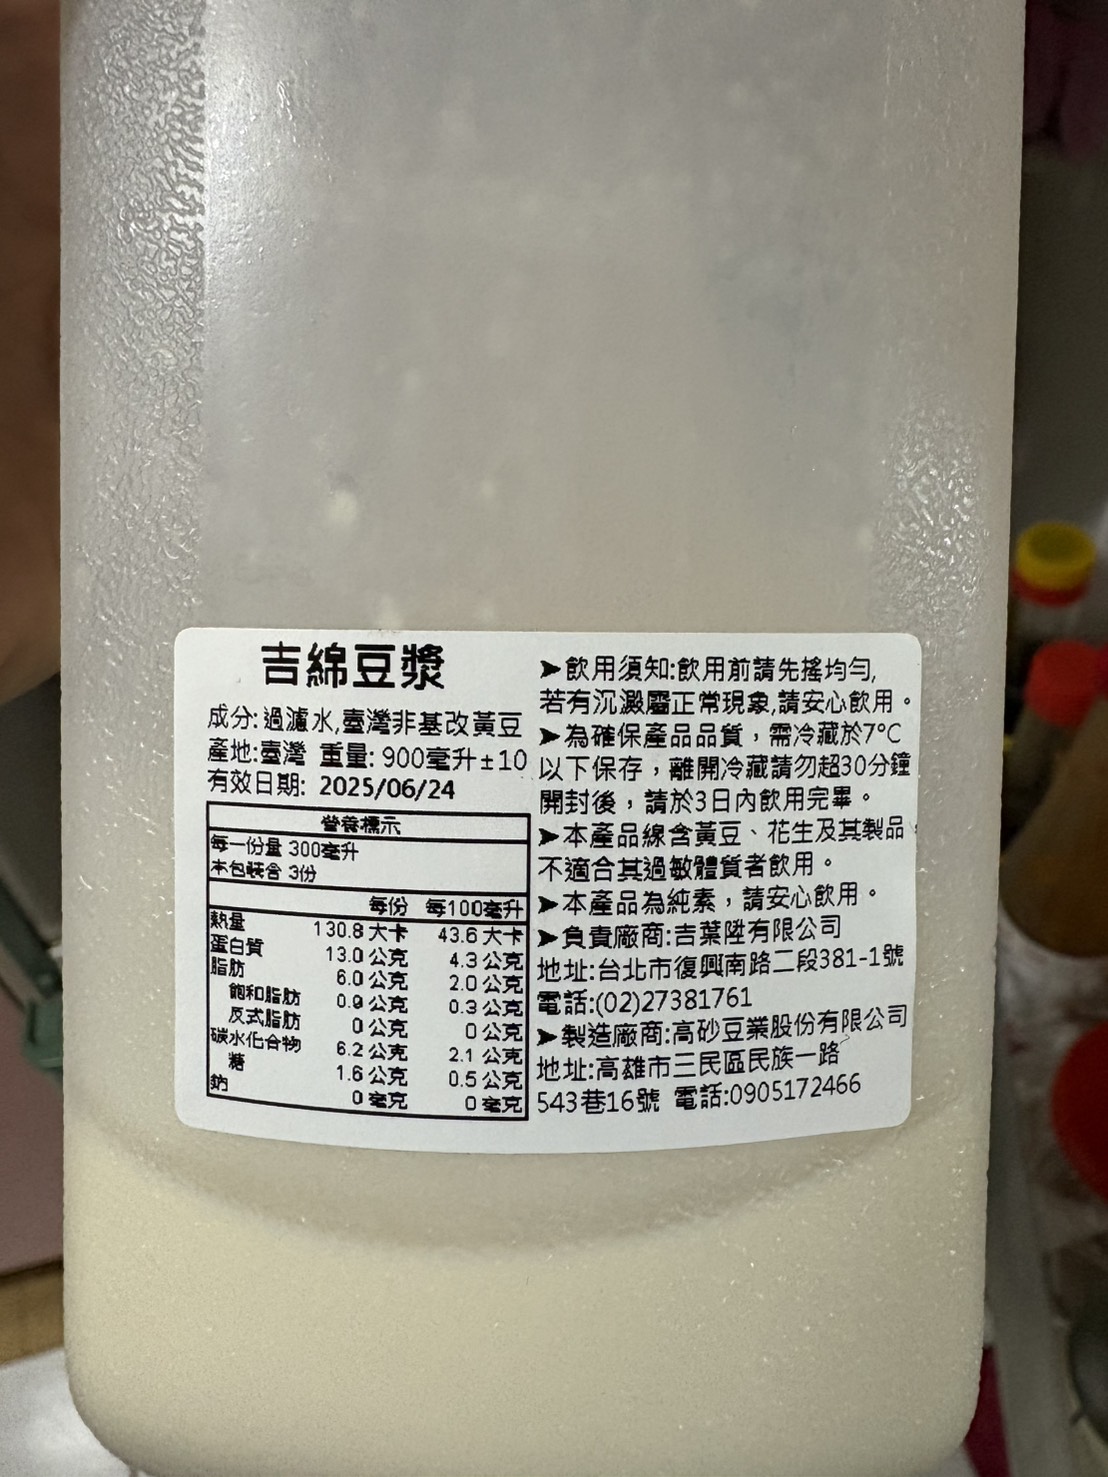 吉綿豆漿
成分:過濾水,臺灣非基改黃豆
產地:臺灣 重量: 900毫升±10
有效日期: 2025/06/24
營養標示
每一份量 300毫升
本包裝含 3份
每份 每100毫升
熱量 130.8 大卡 43.6 大卡
蛋白質 13.0 公克 4.3 公克
脂肪 6.0 公克 2.0 公克
飽和脂肪 0.9 公克 0.3 公克
反式脂肪 0 公克 0 公克
碳水化合物 6.2 公克 2.1 公克
糖 1.6 公克 0.5 公克
鈉 0 毫克 0 毫克
➤飲用須知:飲用前請先搖均勻,
若有沉澱屬正常現象,請安心飲用。
➤為確保產品品質,需冷藏於7°C
以下保存,離開冷藏請勿超30分鐘
開封後,請於3日內飲用完畢。
➤本產品線含黃豆、花生及其製品,
不適合其過敏體質者飲用。
➤本產品為純素,請安心飲用。
➤負責廠商:吉葉陞有限公司
地址:台北市復興南路二段381-1號
電話:(02)27381761
➤製造廠商:高砂豆業股份有限公司
地址:高雄市三民區民族一路
543巷16號 電話:0905172466